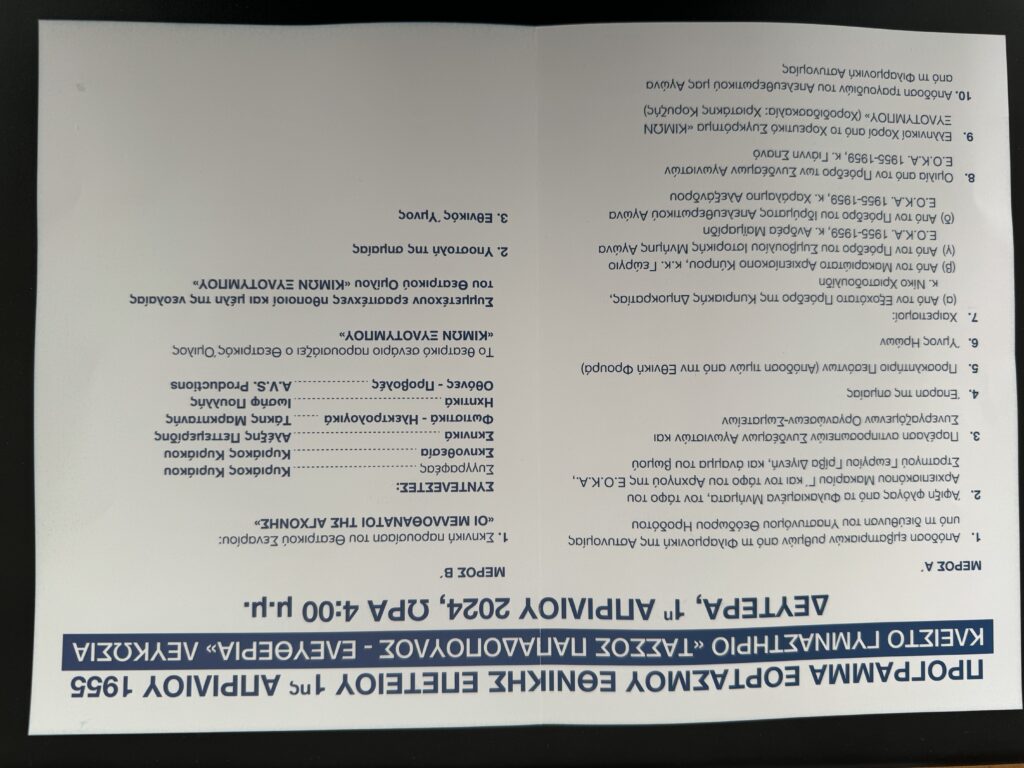 ΠΡΟΓΡΑΜΜΑ ΕΟΡΤΑΣΜΟΥ ΕΘΝΙΚΗΣ ΕΠΕΤΕΙΟΥ 1ης ΑΠΡΙΛΙΟΥ 1955
ΚΛΕΙΣΤΟ ΓΥΜΝΑΣΤΗΡΙΟ «ΤΑΣΣΟΣ ΠΑΠΑΔΟΠΟΥΛΟΣ - ΕΛΕΥΘΕΡΙΑ» ΛΕΥΚΩΣΙΑ
ΔΕΥΤΕΡΑ, 1η ΑΠΡΙΛΙΟΥ 2024, ΩΡΑ 4:00 μ.μ.
ΜΕΡΟΣ Α΄
1. Απόδοση εμβατηριακών ρυθμών από τη Φιλαρμονική της Αστυνομίας
υπό τη διεύθυνση του Υπαστυνόμου Θεόδωρου Ηροδότου
2. Άφιξη φλόγας από τα Φυλακισμένα Μνήματα, τον τάφο του
Αρχιεπισκόπου Μακαρίου Γ΄ και τον τάφο του Αρχηγού της Ε.Ο.Κ.Α.,
Στρατηγού Γεωργίου Γρίβα Διγενή, και άναμμα του βωμού
3. Παρέλαση αντιπροσωπειών Συνδέσμων Αγωνιστών και
Συνεργαζόμενων Οργανώσεων-Σωματείων
4. Έπαρση της σημαίας
5. Προσκλητήριο Πεσόντων (Απόδοση τιμών από την Εθνική Φρουρά)
6. Ύμνος Ηρώων
7. Χαιρετισμοί:
(α) Από τον Εξοχότατο Πρόεδρο της Κυπριακής Δημοκρατίας,
κ. Νίκο Χριστοδουλίδη
(β) Από τον Μακαριώτατο Αρχιεπίσκοπο Κύπρου, κ.κ. Γεώργιο
(γ) Από τον Πρόεδρο του Συμβουλίου Ιστορικής Μνήμης Αγώνα
Ε.Ο.Κ.Α. 1955-1959, κ. Ανδρέα Μαϊμαρίδη
(δ) Από τον Πρόεδρο του Ιδρύματος Απελευθερωτικού Αγώνα
Ε.Ο.Κ.Α. 1955-1959, κ. Χαράλαμπο Αλεξάνδρου
8. Ομιλία από τον Πρόεδρο των Συνδέσμων Αγωνιστών
Ε.Ο.Κ.Α. 1955-1959, κ. Γιάννη Σπανό
9. Ελληνικοί Χοροί από το Χορευτικό Συγκρότημα «ΚΙΜΩΝ
ΞΥΛΟΤΥΜΠΟΥ» (Χοροδιδασκαλία: Χριστάκης Κορυζής)
10. Απόδοση τραγουδιών του Απελευθερωτικού μας Αγώνα
από τη Φιλαρμονική Αστυνομίας
ΜΕΡΟΣ Β΄
1. Σκηνική παρουσίαση του Θεατρικού Σεναρίου:
«ΟΙ ΜΕΛΛΟΘΑΝΑΤΟΙ ΤΗΣ ΑΓΧΟΝΗΣ»
ΣΥΝΤΕΛΕΣΤΕΣ:
Συγγραφέας ........................ Κυριάκος Κυριάκου
Σκηνοθεσία ........................ Κυριάκος Κυριάκου
Σκηνικά ........................ Αλέξης Πεττεμερίδης
Φωτιστικά - Ηλεκτρολογικά ...... Τάκης Μαρκπαντής
Ηχητικά ........................ Ιωσήφ Πουλλής
Οθόνες - Προβολές ............ A.V.S. Productions
Το θεατρικό σενάριο παρουσιάζει ο Θεατρικός Όμιλος
«ΚΙΜΩΝ ΞΥΛΟΤΥΜΠΟΥ»
Συμμετέχουν ερασιτέχνες ηθοποιοί και μέλη της νεολαίας
του Θεατρικού Ομίλου «ΚΙΜΩΝ ΞΥΛΟΤΥΜΠΟΥ»
2. Υποστολή της σημαίας
3. Εθνικός Ύμνος